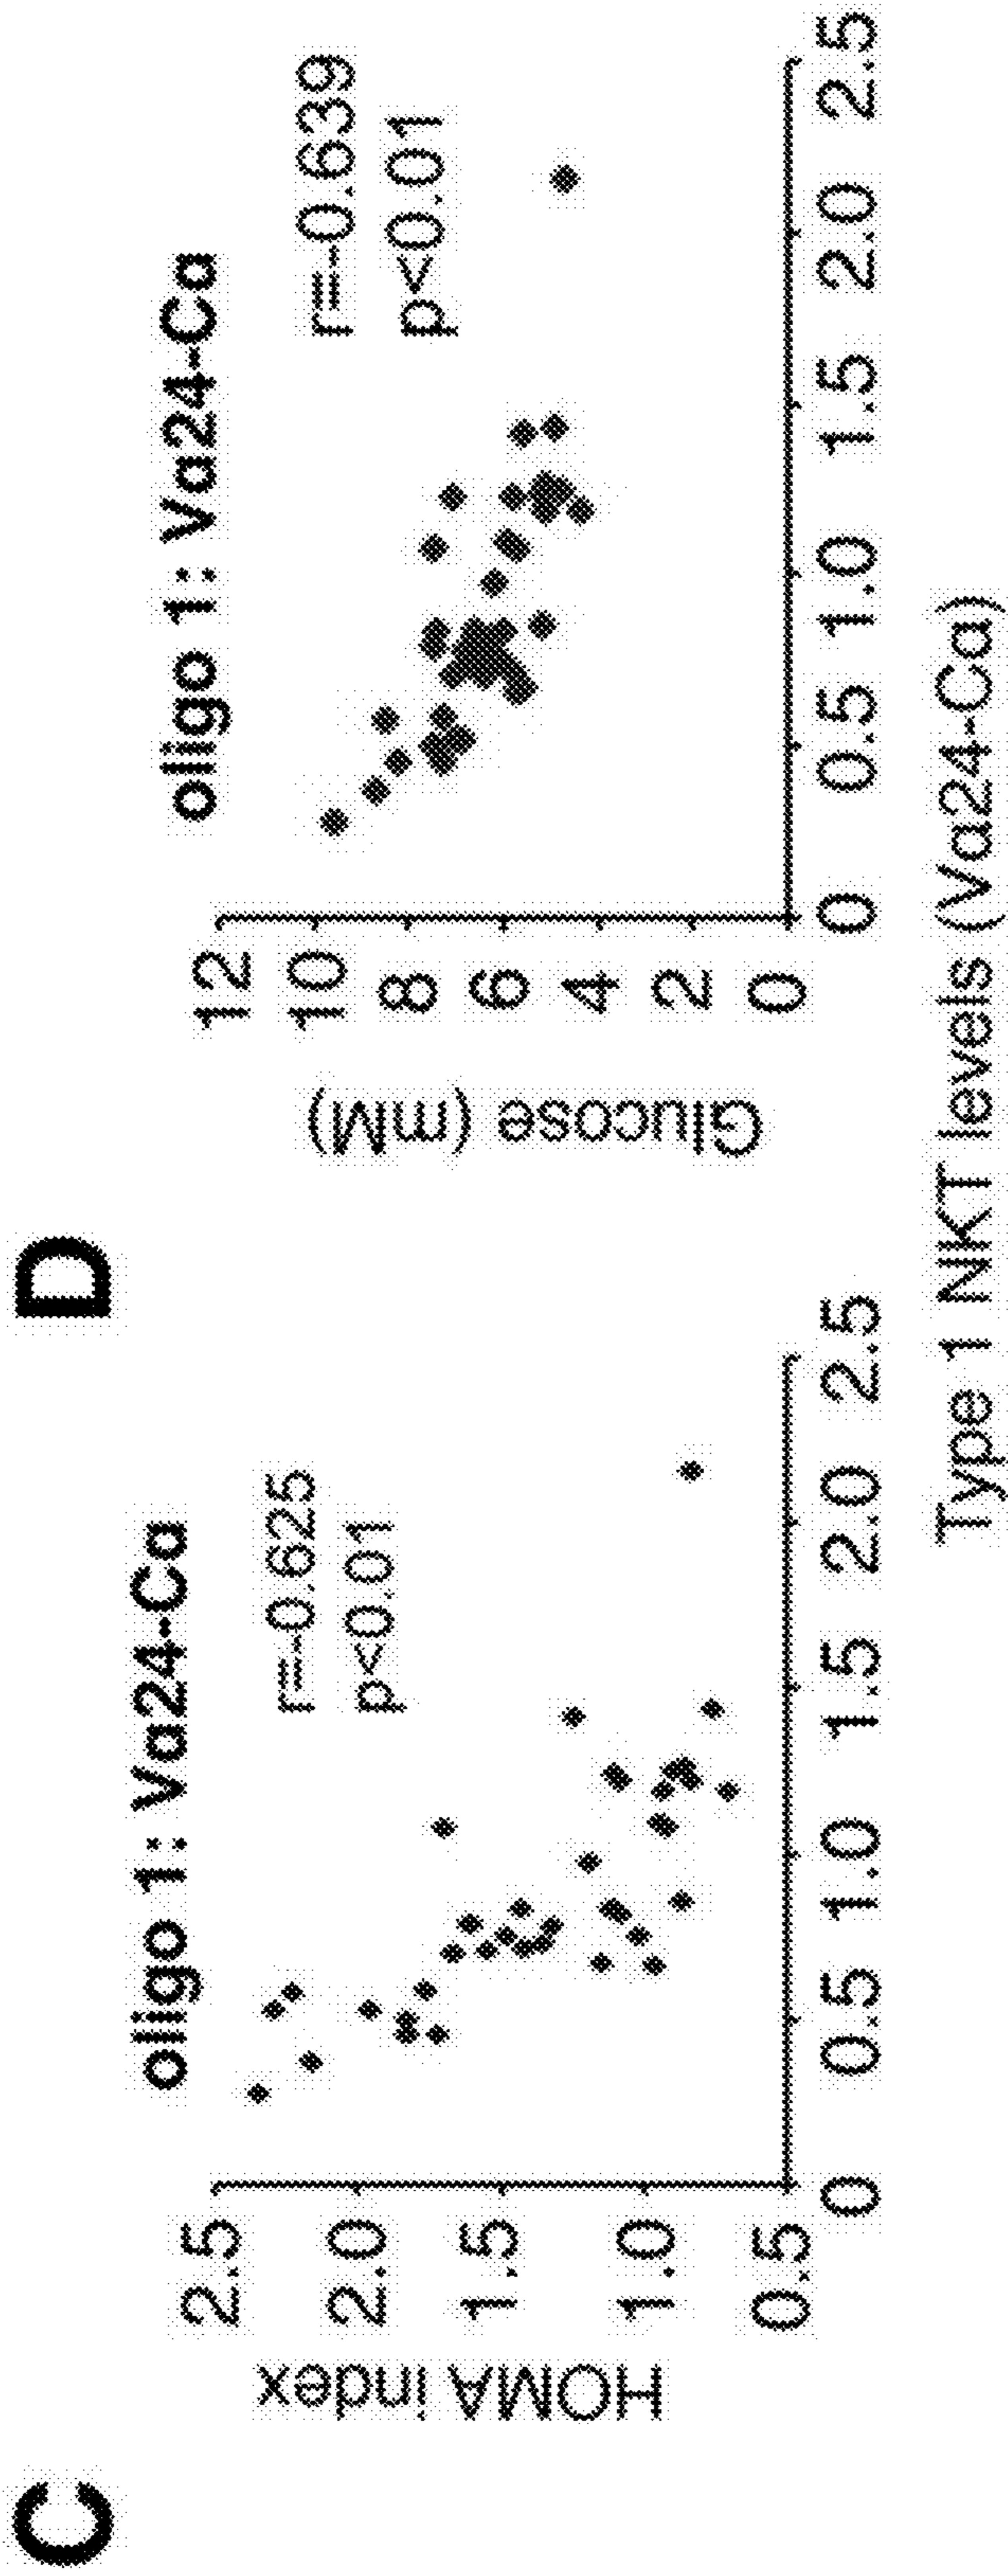 C
oligo 1: Va24-Ca
r=-0.625
p<0.01
HOMA index
2.5
2.0
1.5
1.0
0.5
0 0.5 1.0 1.5 2.0 2.5
D
oligo 1: Va24-Ca
r=-0.639
p<0.01
Glucose (mM)
12
10
8
6
4
2
0
0 0.5 1.0 1.5 2.0 2.5
Type 1 NKT levels (Va24-Ca)